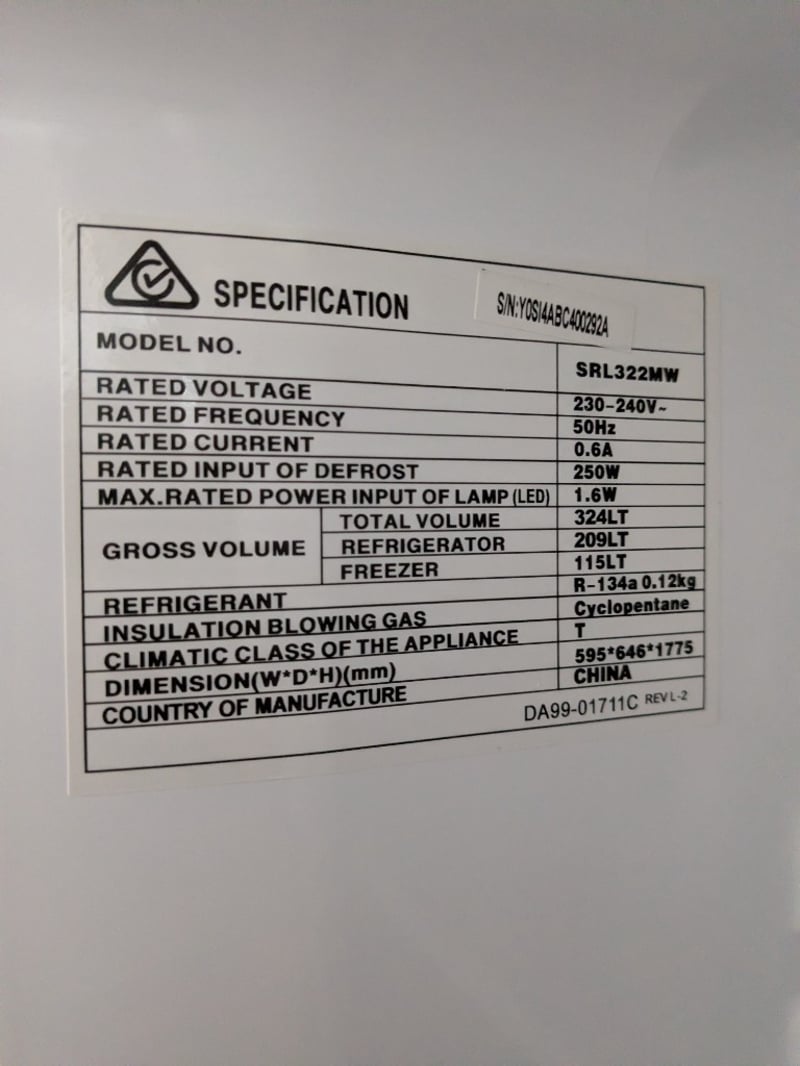 SPECIFICATION S/N:Y0SI4ABC400292A
MODEL NO. SRL322MW
RATED VOLTAGE 230-240V~
RATED FREQUENCY 50Hz
RATED CURRENT 0.6A
RATED INPUT OF DEFROST 250W
MAX.RATED POWER INPUT OF LAMP(LED) 1.6W
GROSS VOLUME
TOTAL VOLUME 324LT
REFRIGERATOR 209LT
FREEZER 115LT
REFRIGERANT R-134a 0.12kg
INSULATION BLOWING GAS Cyclopentane
CLIMATIC CLASS OF THE APPLIANCE T
DIMENSION(W*D*H)(mm) 595*646*1775
COUNTRY OF MANUFACTURE CHINA
DA99-01711C REV L-2